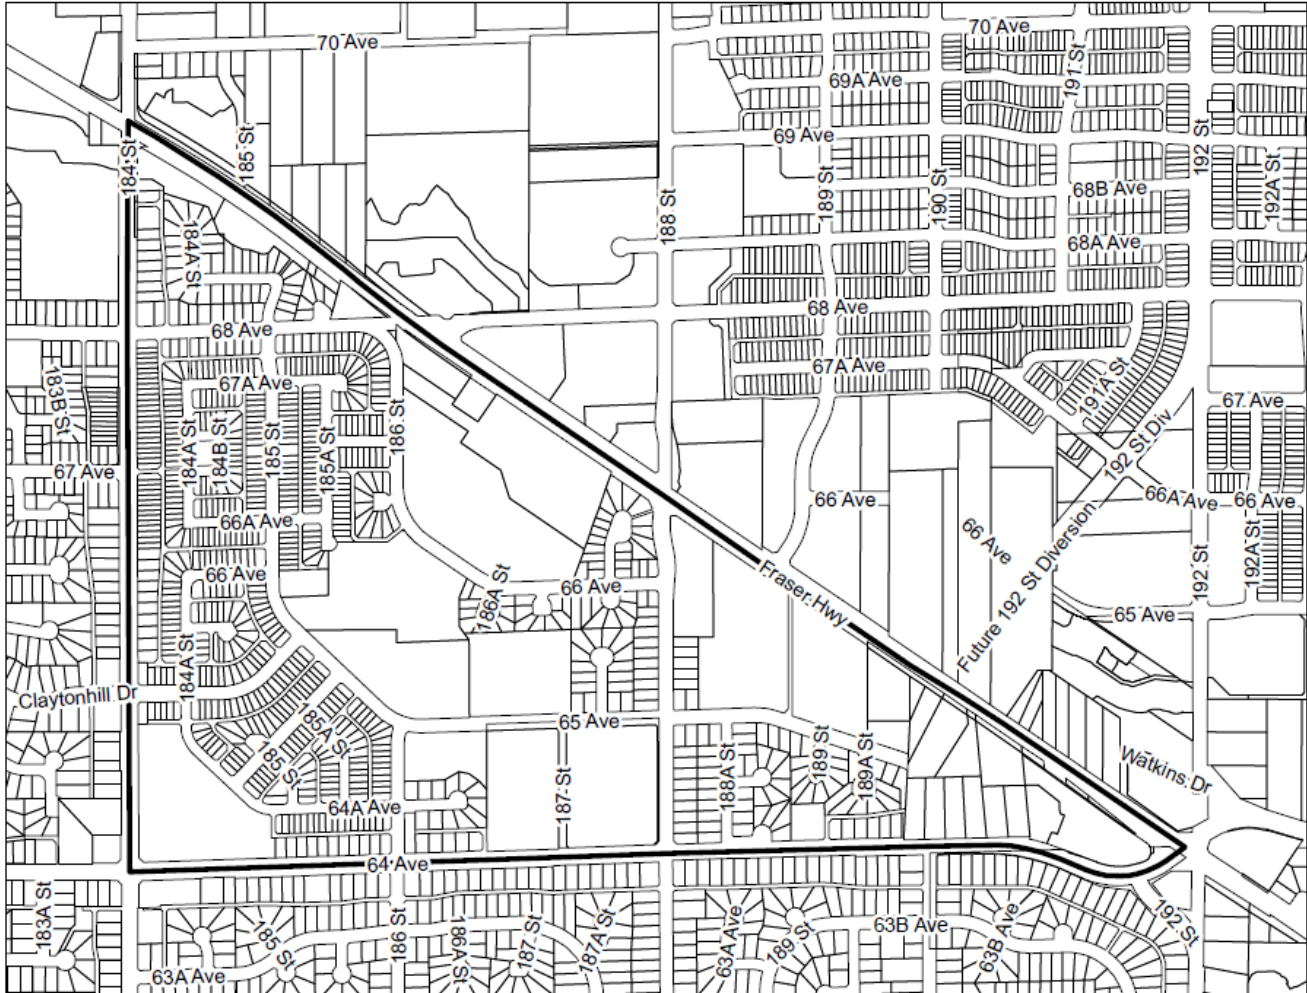 70 Ave
70 Ave
191 St
69A Ave
69 Ave
192 St
185 St
184 St
192A St
68B Ave
189 St
190 St
188 St
184A St
68A Ave
68 Ave
68 Ave
67A Ave
67A Ave
191A St
183B St
67 Ave
186 St
184A St
184B St
185 St
185A St
192 St Div
67 Ave
66 Ave
66A Ave
66 Ave
66A Ave
66 Ave
Future 192 St Diversion
192 St
192A St
66 Ave
186A St
66 Ave
Fraser Hwy
65 Ave
184A St
Claytonhill Dr
185A St
65 Ave
185 St
189 St
189A St
188A St
187 St
Watkins Dr
64A Ave
64 Ave
183A St
185 St
186 St
186A St
187 St
187A St
63A Ave
189 St
63B Ave
63B Ave
192 St
63A Ave